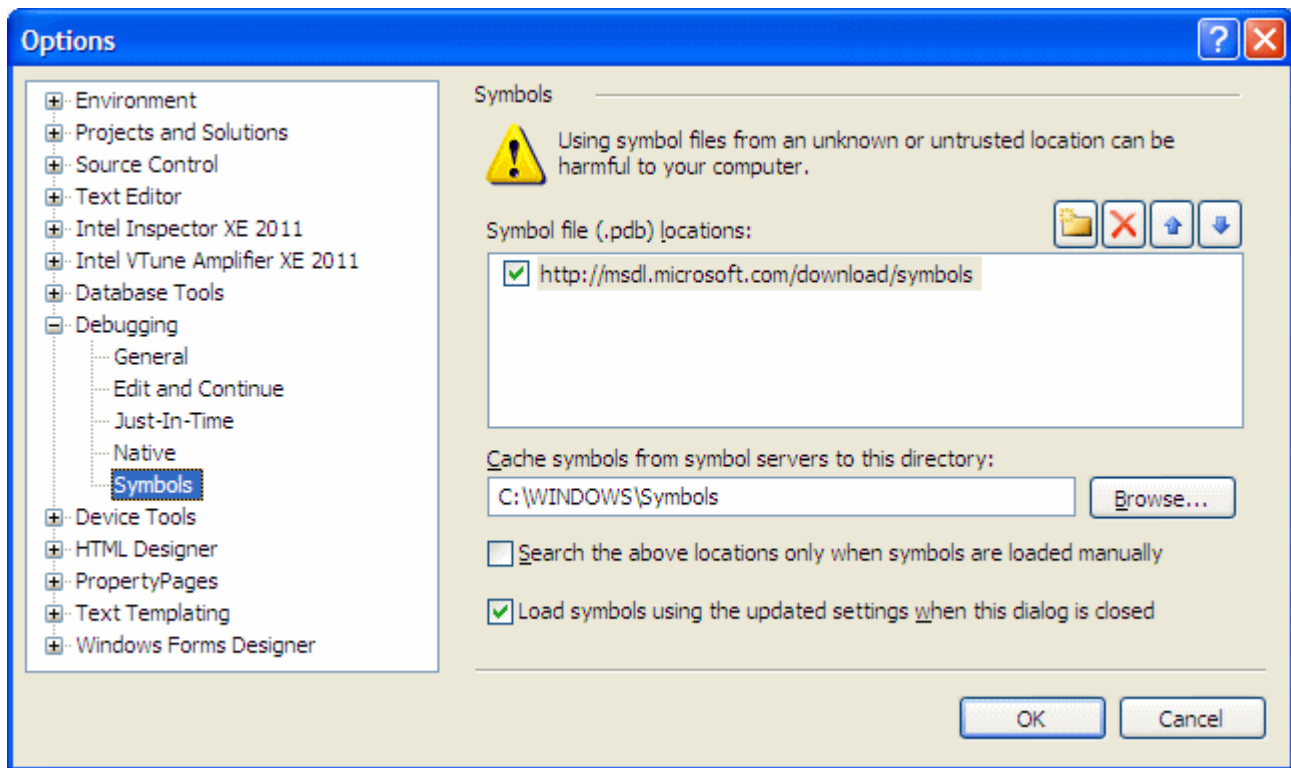 Options
Environment
Projects and Solutions
Source Control
Text Editor
Intel Inspector XE 2011
Intel VTune Amplifier XE 2011
Database Tools
Debugging
General
Edit and Continue
Just-In-Time
Native
Symbols
Device Tools
HTML Designer
PropertyPages
Text Templating
Windows Forms Designer
Symbols
Using symbol files from an unknown or untrusted location can be
harmful to your computer.
Symbol file (.pdb) locations:
http://msdl.microsoft.com/download/symbols
Cache symbols from symbol servers to this directory:
C:\WINDOWS\Symbols
Browse...
Search the above locations only when symbols are loaded manually
Load symbols using the updated settings when this dialog is closed
OK
Cancel